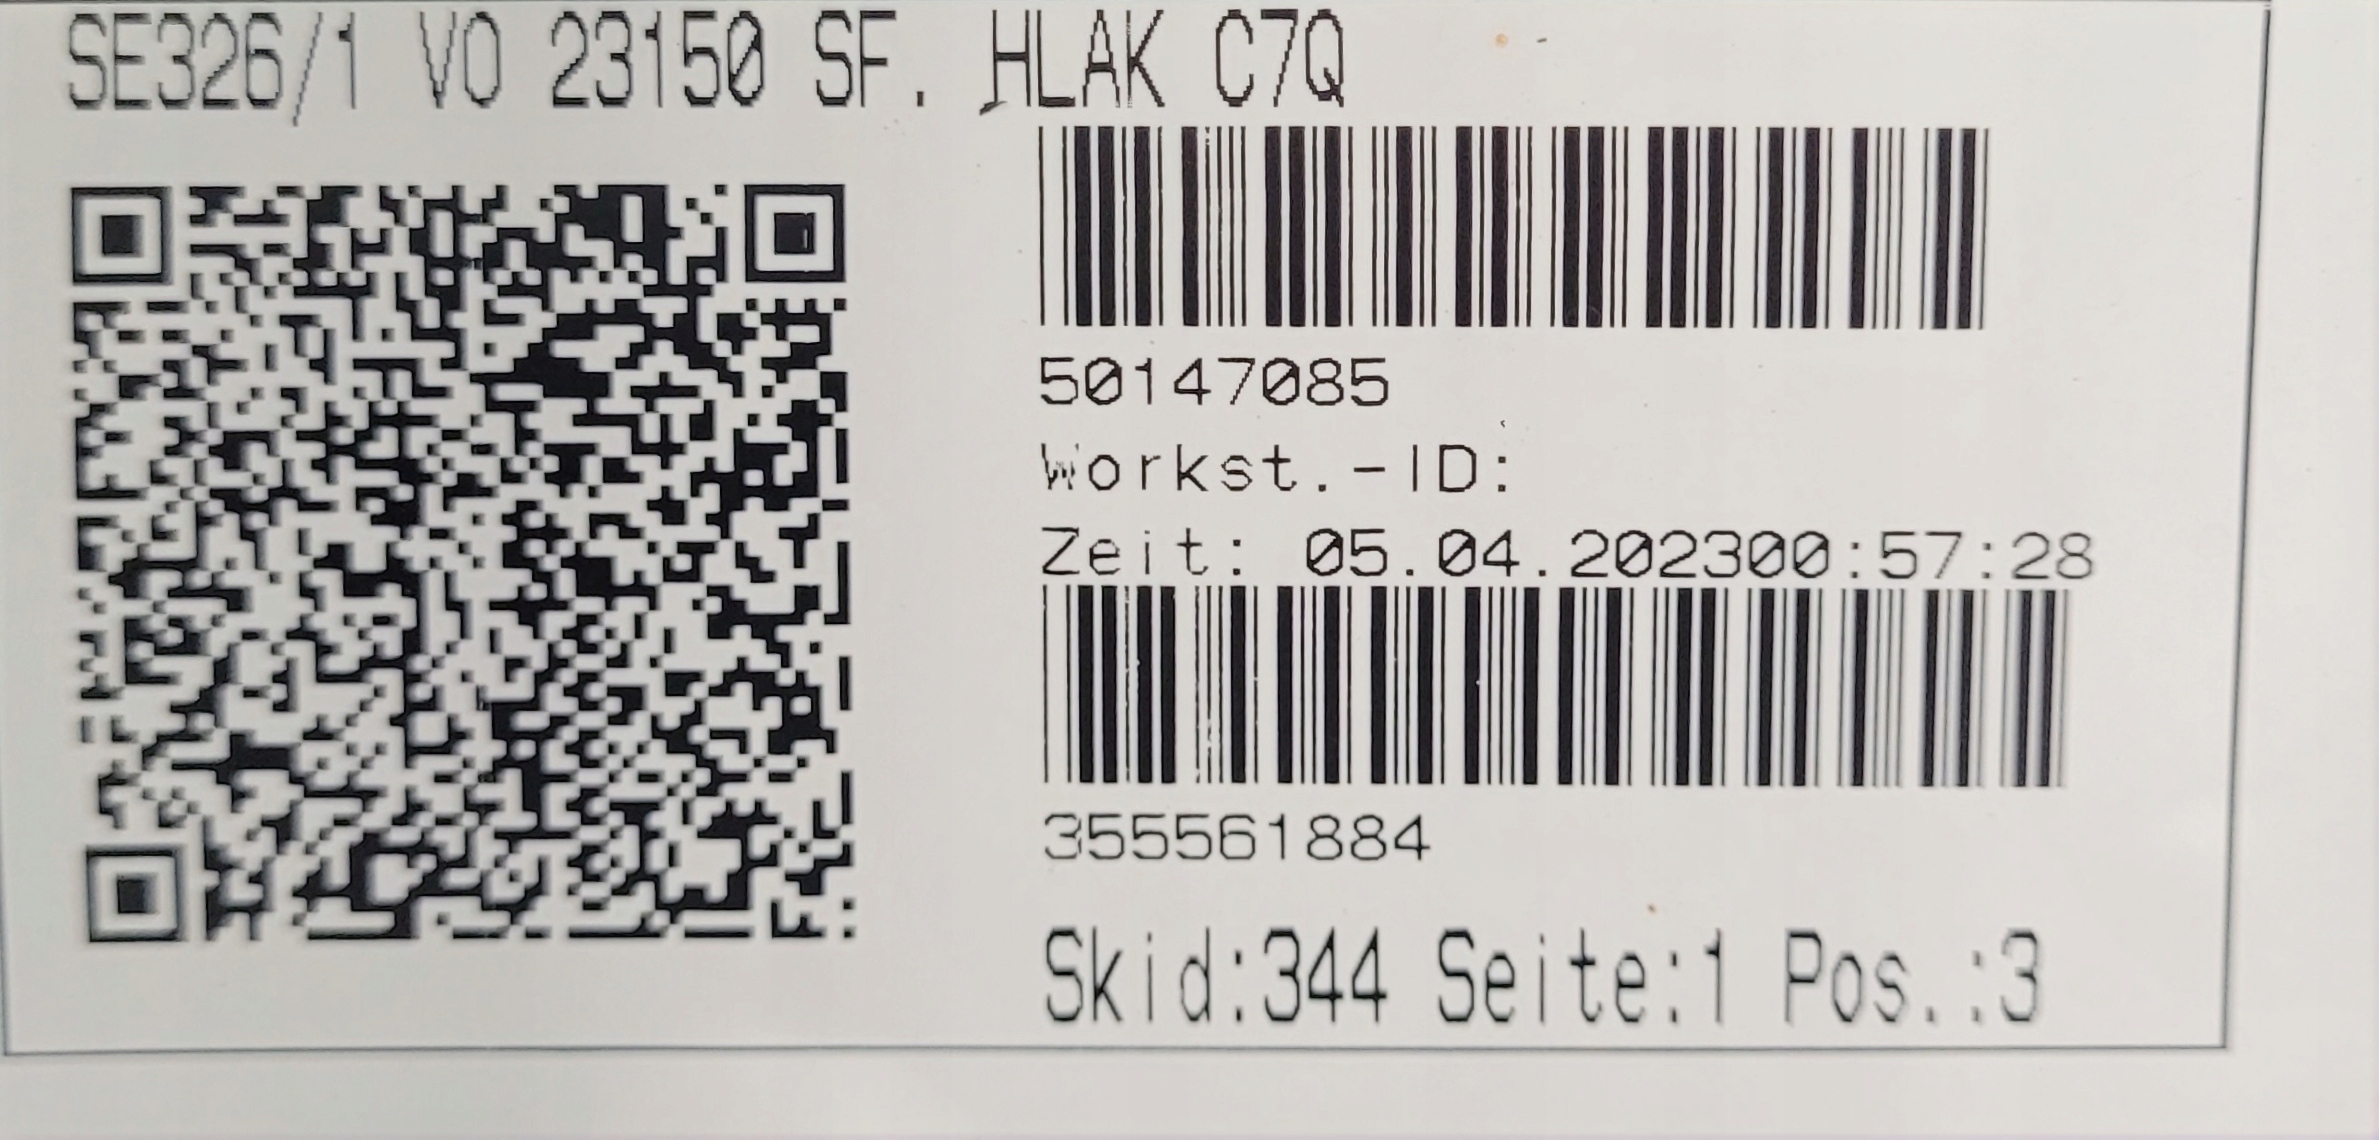 SE326/1 VO 23150 SF. HLAK C7Q
50147085
Workst.-ID:
Zeit: 05.04.202300:57:28
355561884
Skid:344 Seite:1 Pos.:3